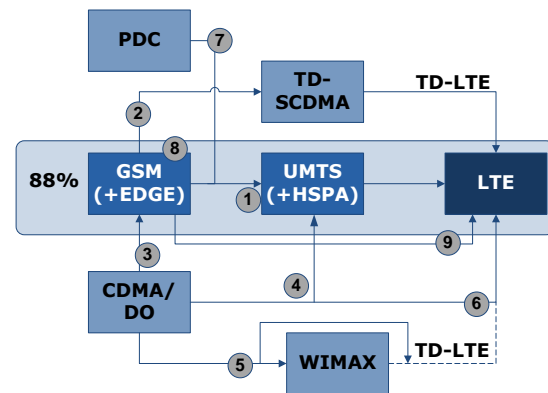 PDC
7
TD-
SCDMA
TD-LTE
2
8
88%
GSM
(+EDGE)
1
UMTS
(+HSPA)
LTE
3
9
CDMA/
DO
4
6
5
WIMAX
TD-LTE